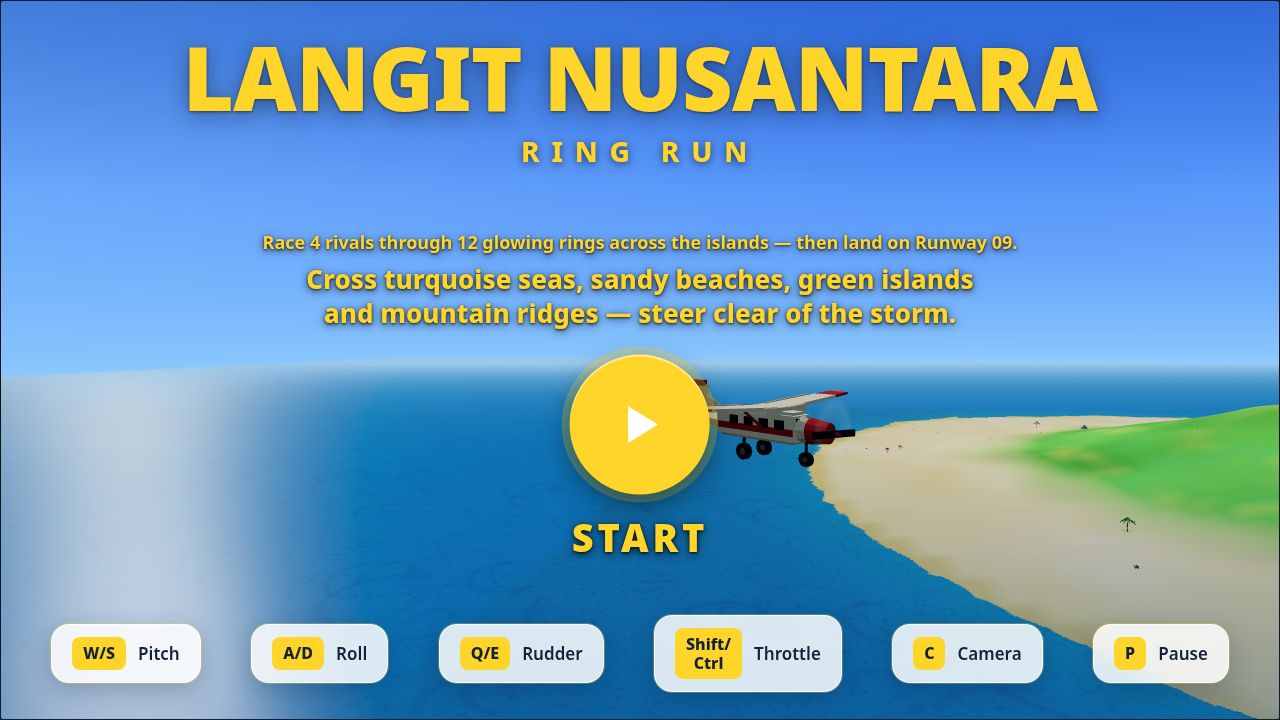 LANGIT NUSANTARA
RING RUN
Race 4 rivals through 12 glowing rings across the islands — then land on Runway 09.
Cross turquoise seas, sandy beaches, green islands
and mountain ridges — steer clear of the storm.
START
W/S Pitch
A/D Roll
Q/E Rudder
Shift/
Ctrl Throttle
C Camera
P Pause